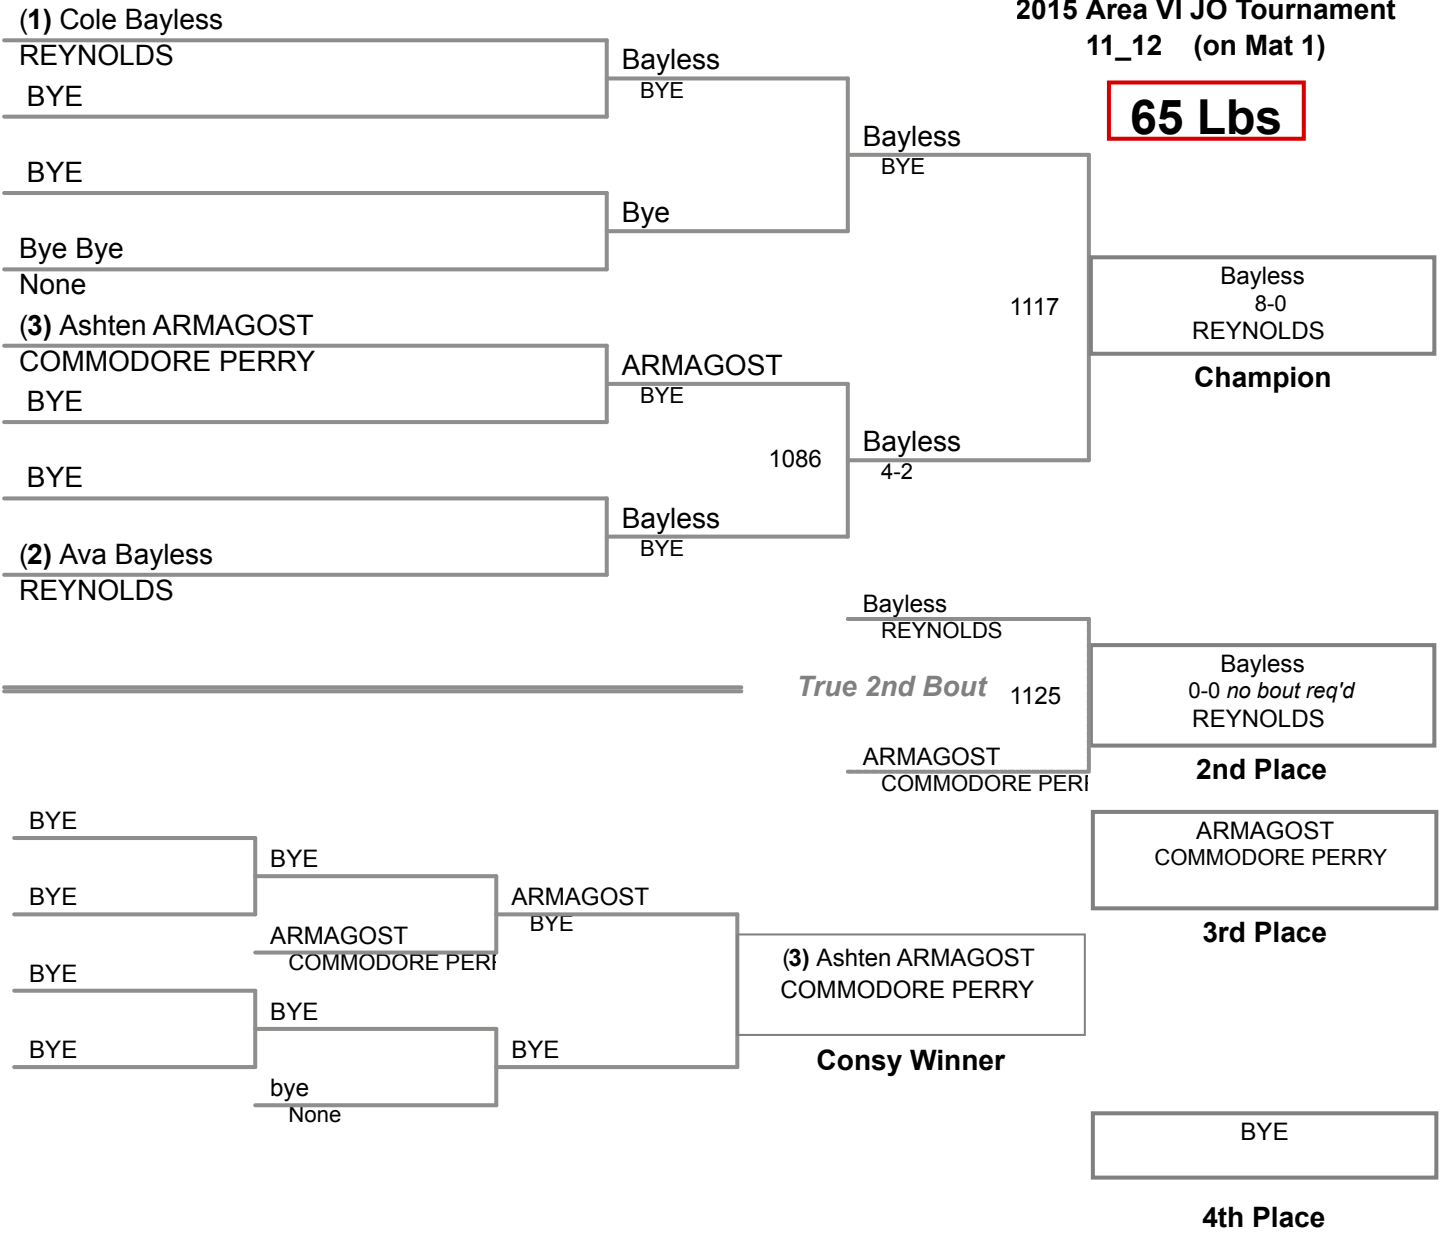 2015 Area VI JO Tournament
11_12 (on Mat 1)
65 Lbs
(1) Cole Bayless
REYNOLDS
BYE
BYE
Bye Bye
None
(3) Ashten ARMAGOST
COMMODORE PERRY
BYE
BYE
(2) Ava Bayless
REYNOLDS
Bayless
BYE
Bye
ARMAGOST
BYE
1086
Bayless
BYE
Bayless
BYE
1117
Bayless
4-2
Bayless
8-0
REYNOLDS
Champion
Bayless
REYNOLDS
True 2nd Bout 1125
ARMAGOST
COMMODORE PER
Bayless
0-0 no bout req'd
REYNOLDS
2nd Place
BYE
BYE
BYE
BYE
BYE
ARMAGOST
COMMODORE PER
BYE
bye
None
ARMAGOST
BYE
BYE
(3) Ashten ARMAGOST
COMMODORE PERRY
Consy Winner
ARMAGOST
COMMODORE PERRY
3rd Place
BYE
4th Place